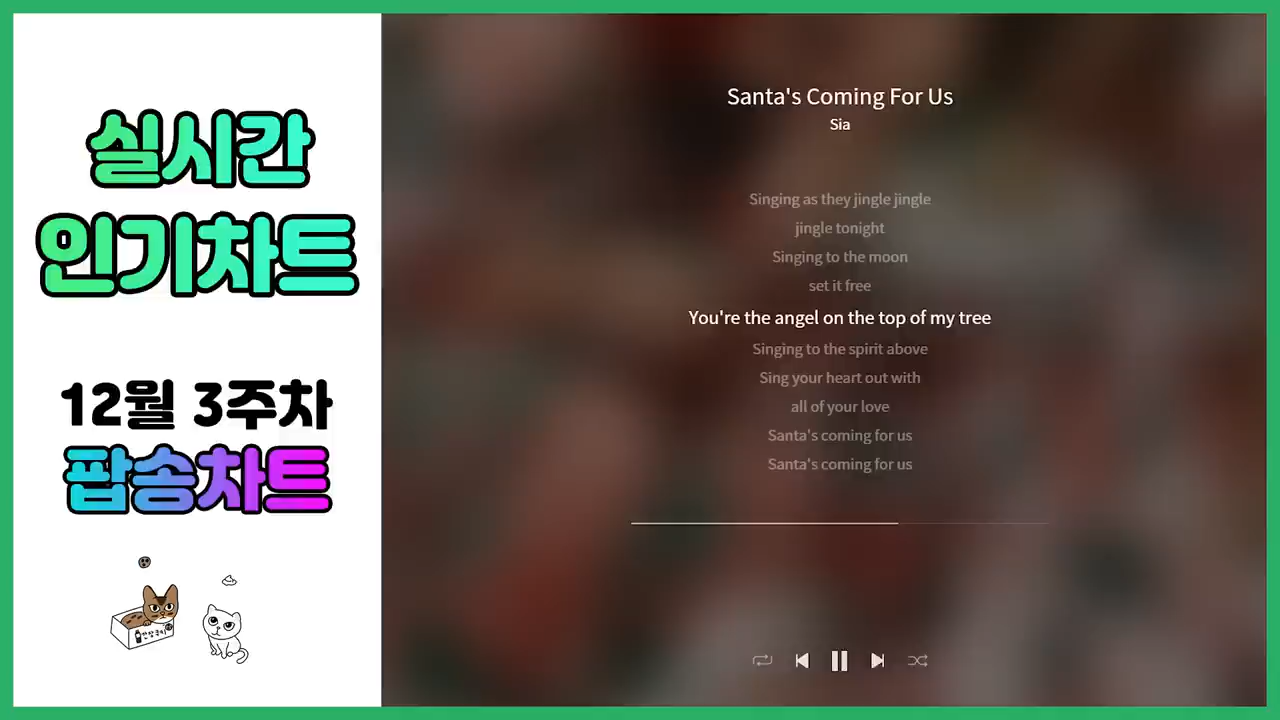 실시간
인기차트
12월 3주차
팝송차트
Santa's Coming For Us
Sia
Singing as they jingle jingle
jingle tonight
Singing to the moon
set it free
You're the angel on the top of my tree
Singing to the spirit above
Sing your heart out with
all of your love
Santa's coming for us
Santa's coming for us